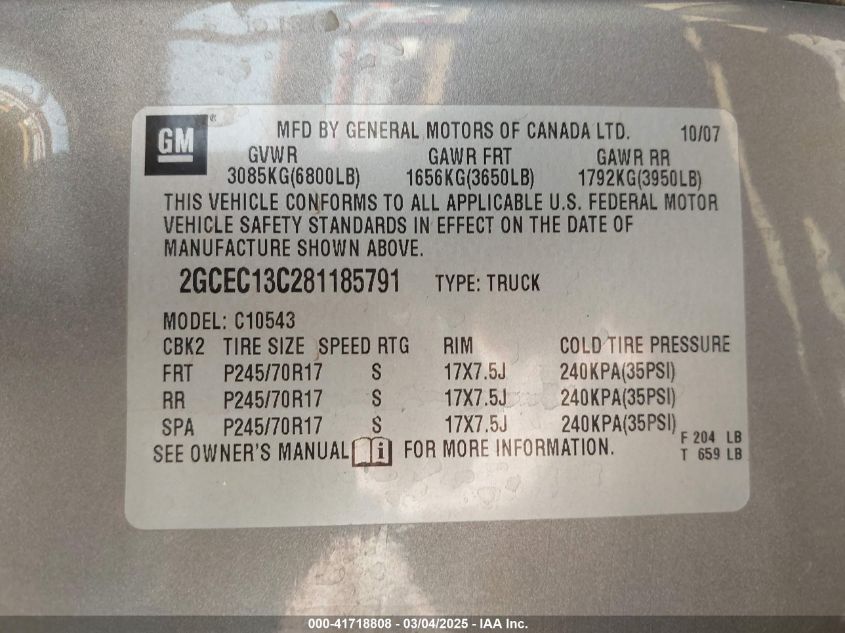 GM® MFD BY GENERAL MOTORS OF CANADA LTD. 10/07
GVWR GAWR FRT GAWR RR
3085KG(6800LB) 1656KG(3650LB) 1792KG(3950LB)
THIS VEHICLE CONFORMS TO ALL APPLICABLE U.S. FEDERAL MOTOR
VEHICLE SAFETY STANDARDS IN EFFECT ON THE DATE OF
MANUFACTURE SHOWN ABOVE.
2GCEC13C281185791 TYPE: TRUCK
MODEL: C10543
CBK2 TIRE SIZE SPEED RTG RIM COLD TIRE PRESSURE
FRT P245/70R17 S 17X7.5J 240KPA(35PSI)
RR P245/70R17 S 17X7.5J 240KPA(35PSI)
SPA P245/70R17 S 17X7.5J 240KPA(35PSI)
SEE OWNER'S MANUAL i FOR MORE INFORMATION.
F 204 LB
T 659 LB
000-41718808 - 03/04/2025 - IAA Inc.